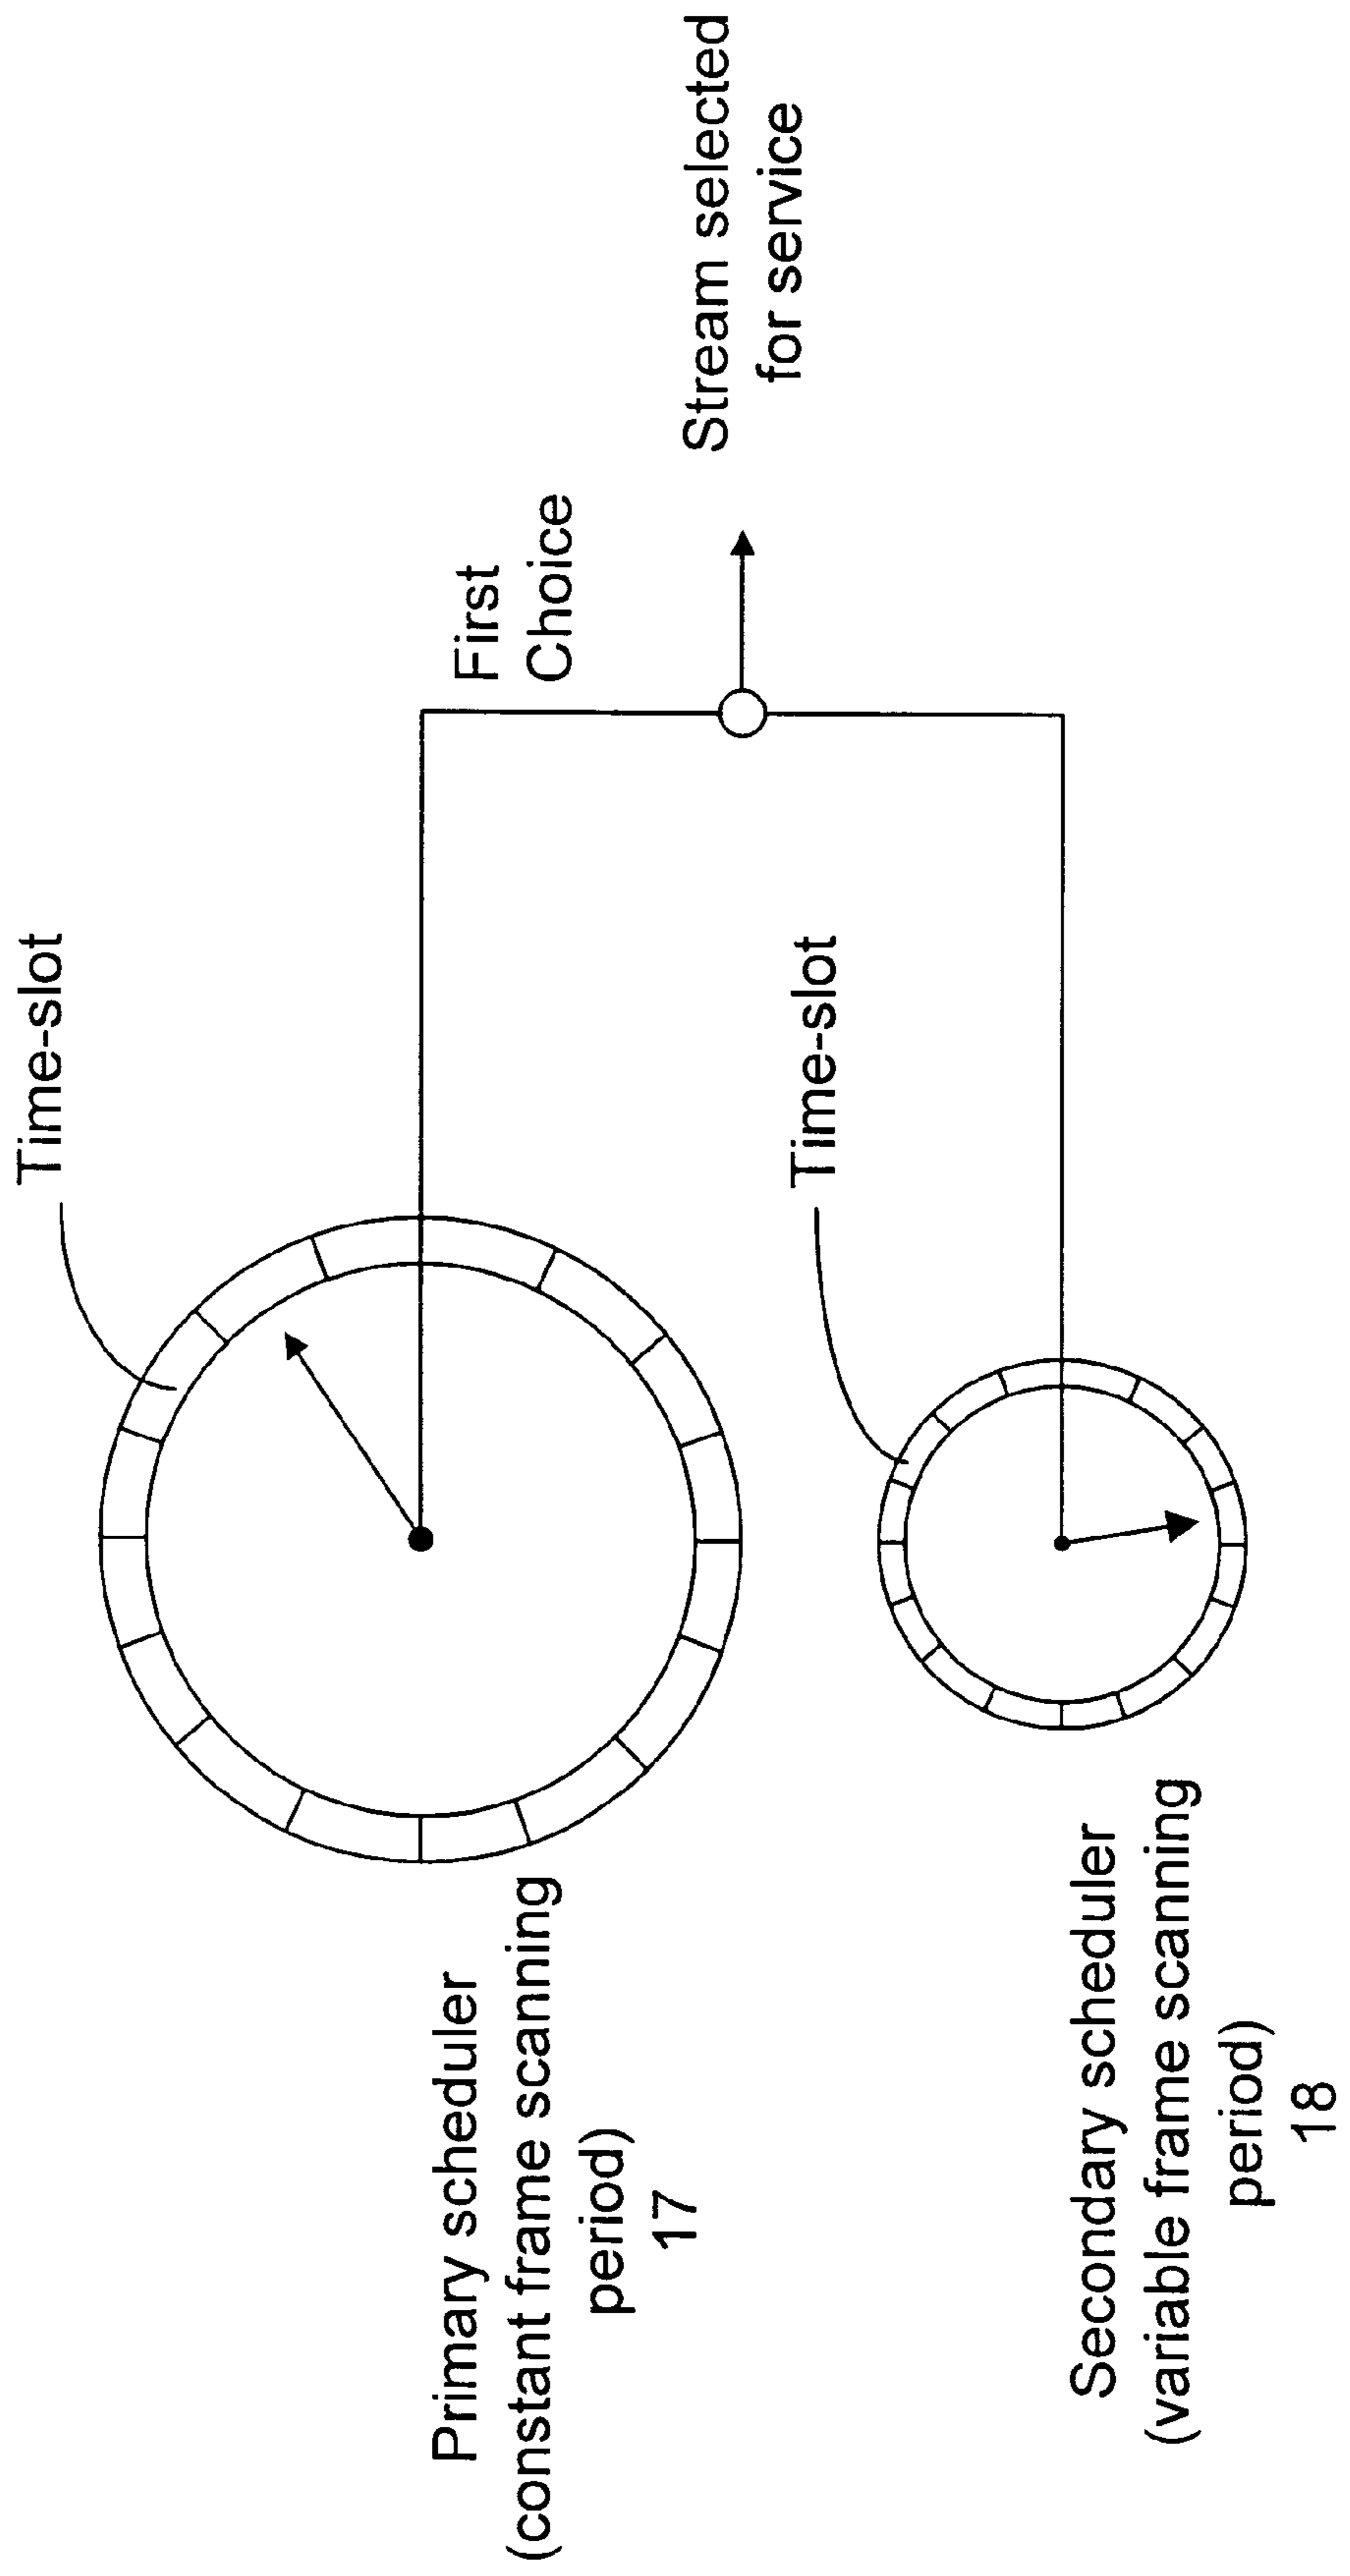 Primary scheduler
(constant frame scanning
period)
17
Time-slot
First
Choice
Stream selected
for service
Secondary scheduler
(variable frame scanning
period)
18
Time-slot